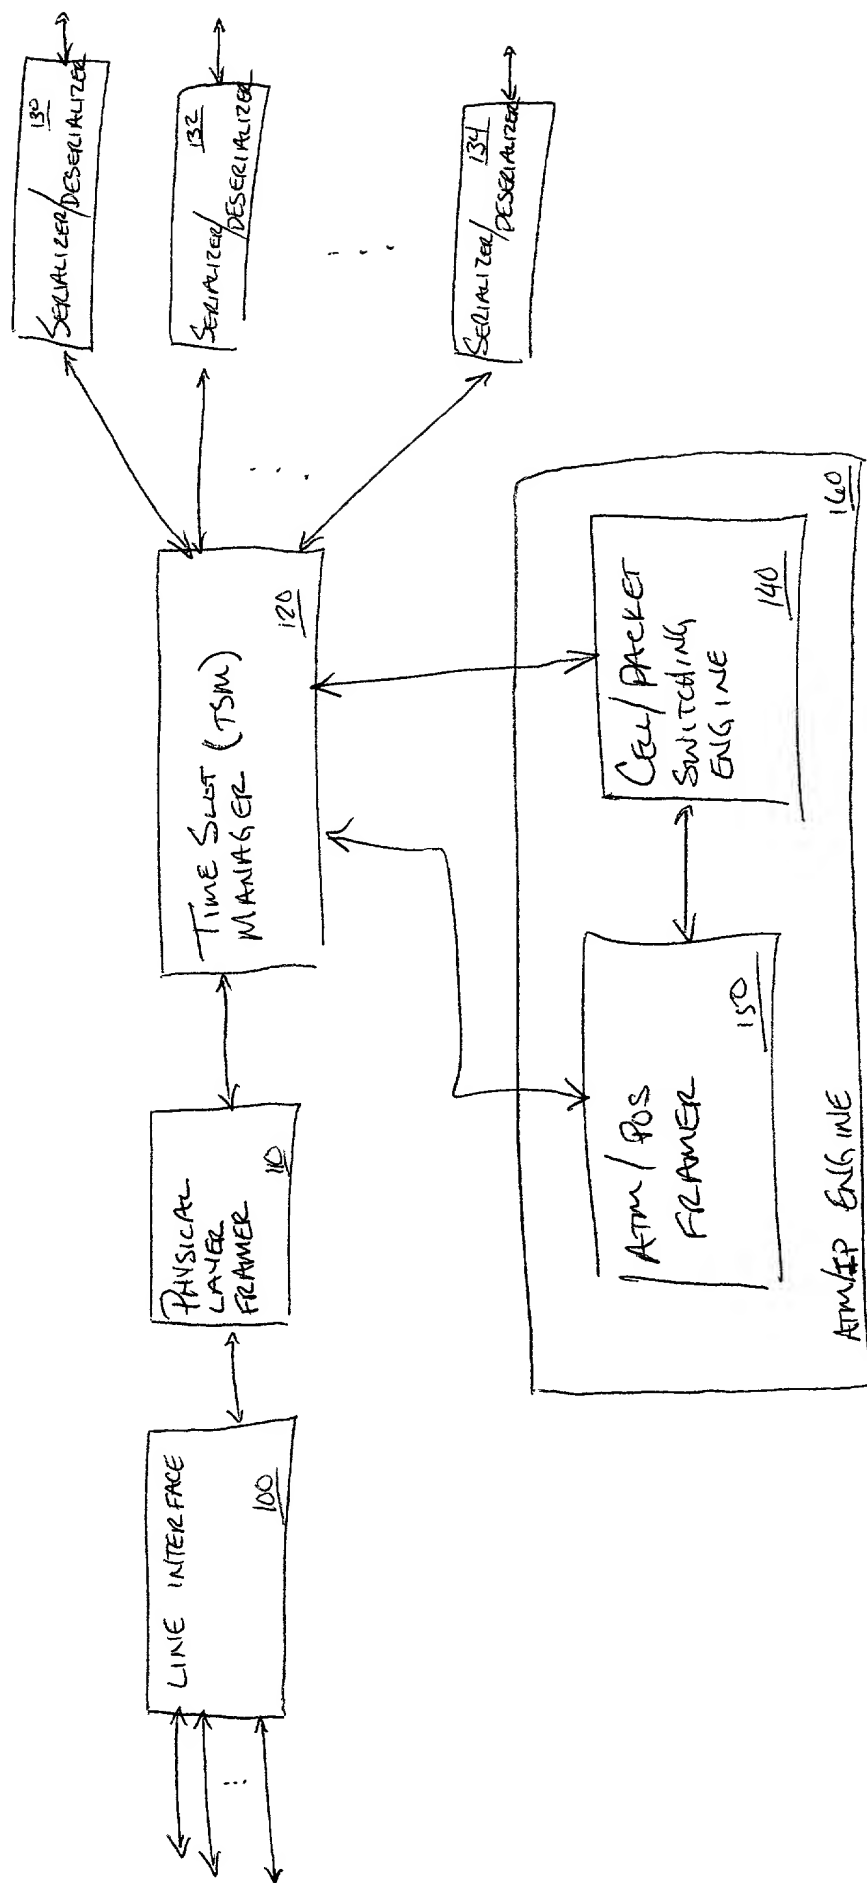 LINE INTERFACE
100
PHYSICAL
LAYER
FRAMER
110
TIME SLOT (TSM)
MANAGER
120
SERIALIZER/
DESERIALIZER
130
SERIALIZER/
DESERIALIZER
132
SERIALIZER/
DESERIALIZER
134
ATM/POS
FRAMER
150
CELL/PACKET
SWITCHING
ENGINE
140
ATM/IP ENGINE
160